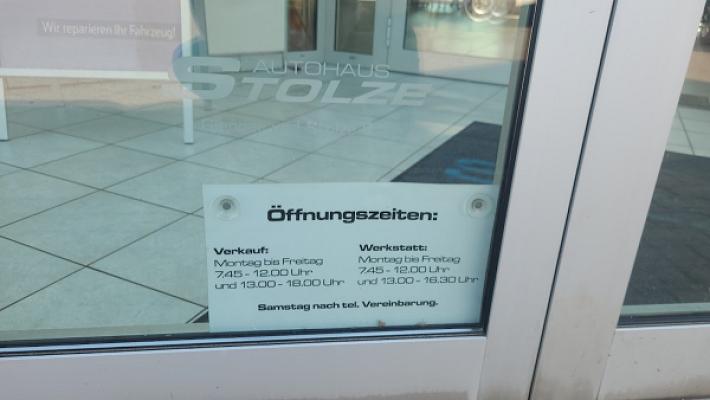 Wir reparieren Ihr Fahrzeug!
AUTOHAUS
STOLZE
Öffnungszeiten:
Verkauf:
Montag bis Freitag
7.45 - 12.00 Uhr
und 13.00 - 18.00 Uhr
Werkstatt:
Montag bis Freitag
7.45 - 12.00 Uhr
und 13.00 - 16.30 Uhr
Samstag nach tel. Vereinbarung.